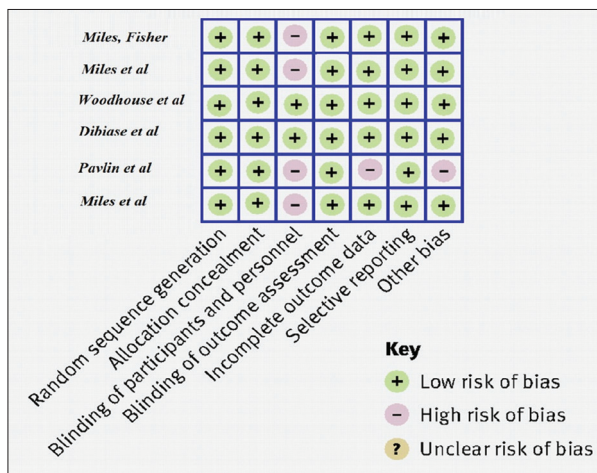 Miles, Fisher + + - + + + +
Miles et al + + - + + + +
Woodhouse et al + + + + + + +
Dibiase et al + + + + + + +
Pavlin et al + + - + - + -
Miles et al + + - + + + +
Random sequence generation
Allocation concealment
Blinding of participants and personnel
Blinding of outcome assessment
Incomplete outcome data
Selective reporting
Other bias
Key
+ Low risk of bias
- High risk of bias
? Unclear risk of bias